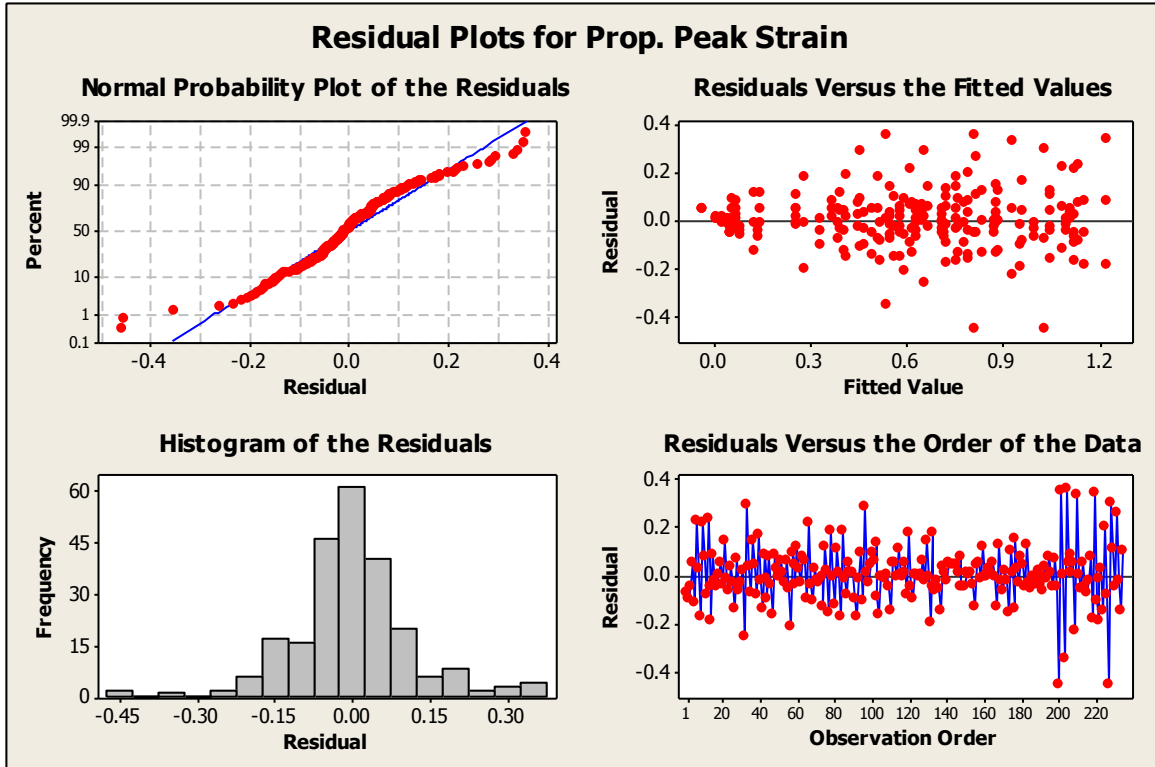 Residual Plots for Prop. Peak Strain
Normal Probability Plot of the Residuals
99.9
99
90
50
10
1
0.1
Percent
-0.4 -0.2 0.0 0.2 0.4
Residual
Residuals Versus the Fitted Values
0.4
0.2
0.0
-0.2
-0.4
Residual
0.0 0.3 0.6 0.9 1.2
Fitted Value
Histogram of the Residuals
60
45
30
15
0
Frequency
-0.45 -0.30 -0.15 0.00 0.15 0.30
Residual
Residuals Versus the Order of the Data
0.4
0.2
0.0
-0.2
-0.4
Residual
1 20 40 60 80 100 120 140 160 180 200 220
Observation Order